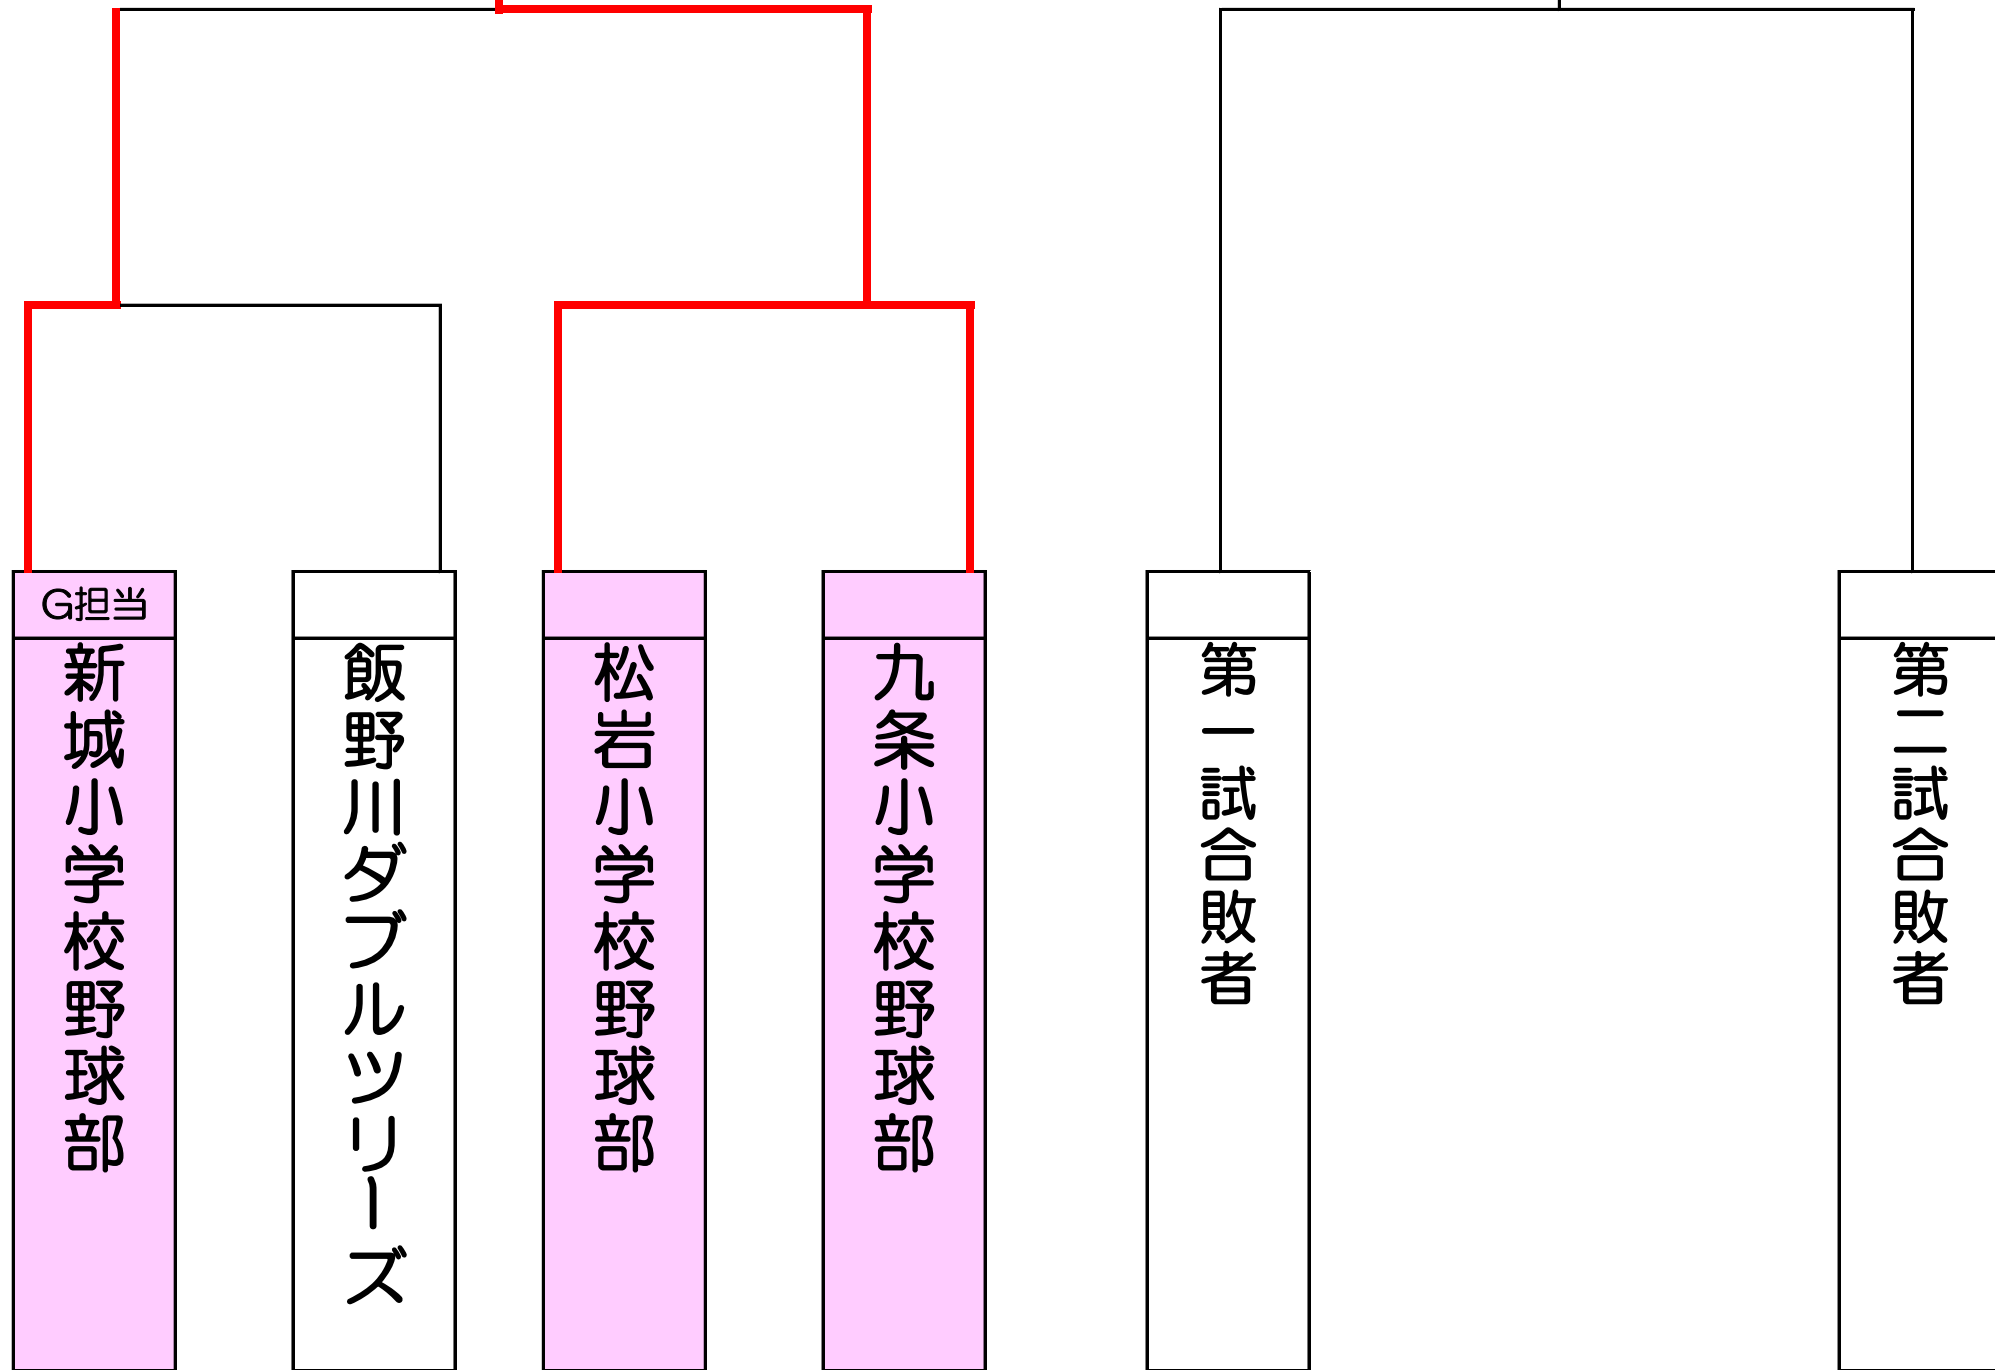 G担当
新城小学校野球部
飯野川ダブルツリーズ
松岩小学校野球部
九条小学校野球部
第一試合敗者
第二試合敗者